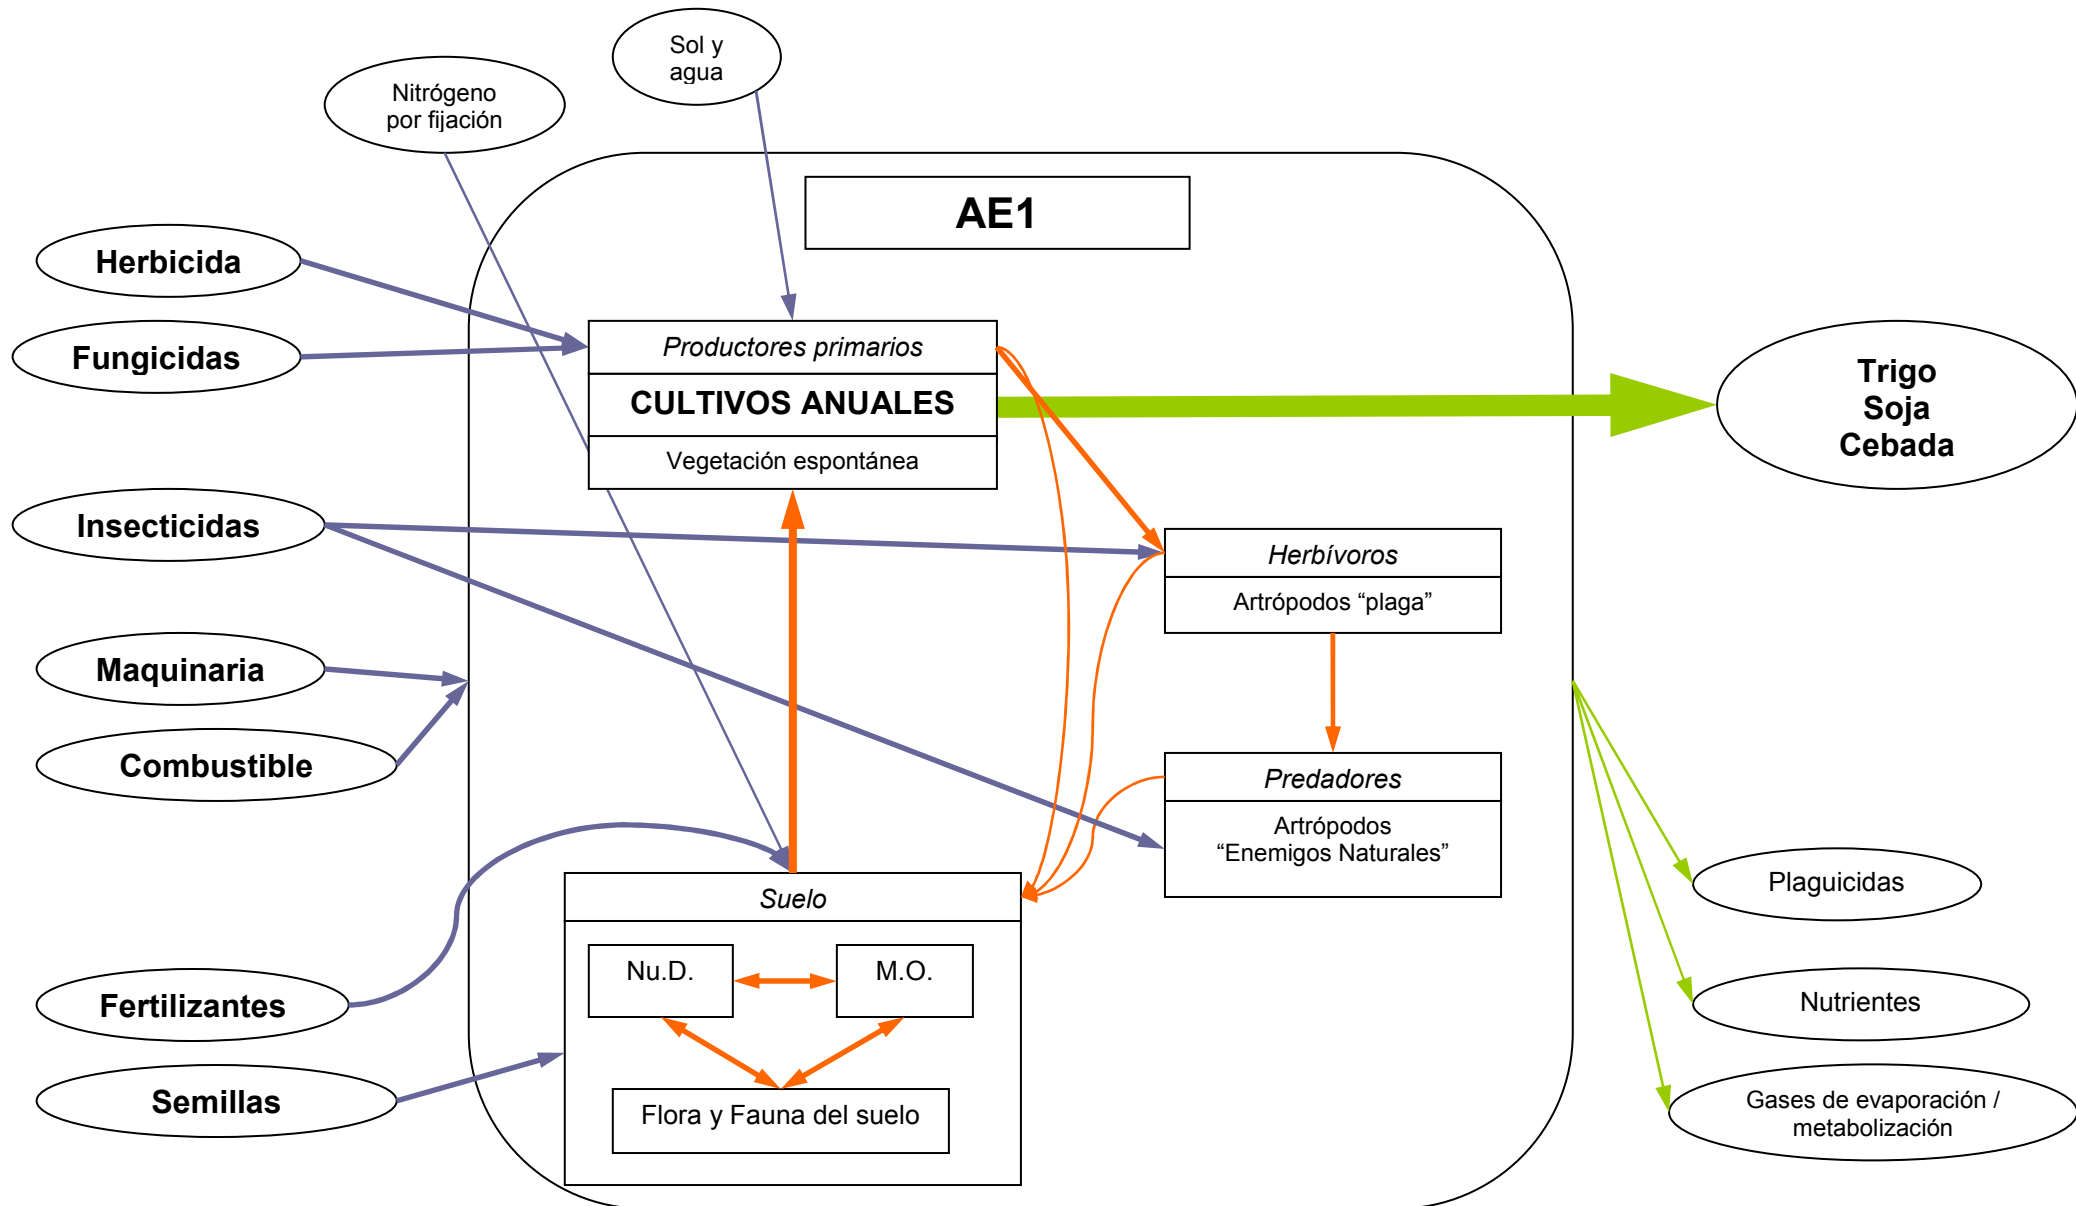 Sol y
agua
Nitrógeno
por fijación
AE1
Herbicida
Fungicidas
Productores primarios
CULTIVOS ANUALES
Vegetación espontánea
Trigo
Soja
Cebada
Insecticidas
Herbívoros
Artrópodos “plaga”
Maquinaria
Combustible
Predadores
Artrópodos
“Enemigos Naturales”
Plaguicidas
Suelo
Nu.D.
M.O.
Fertilizantes
Nutrientes
Semillas
Flora y Fauna del suelo
Gases de evaporación /
metabolización